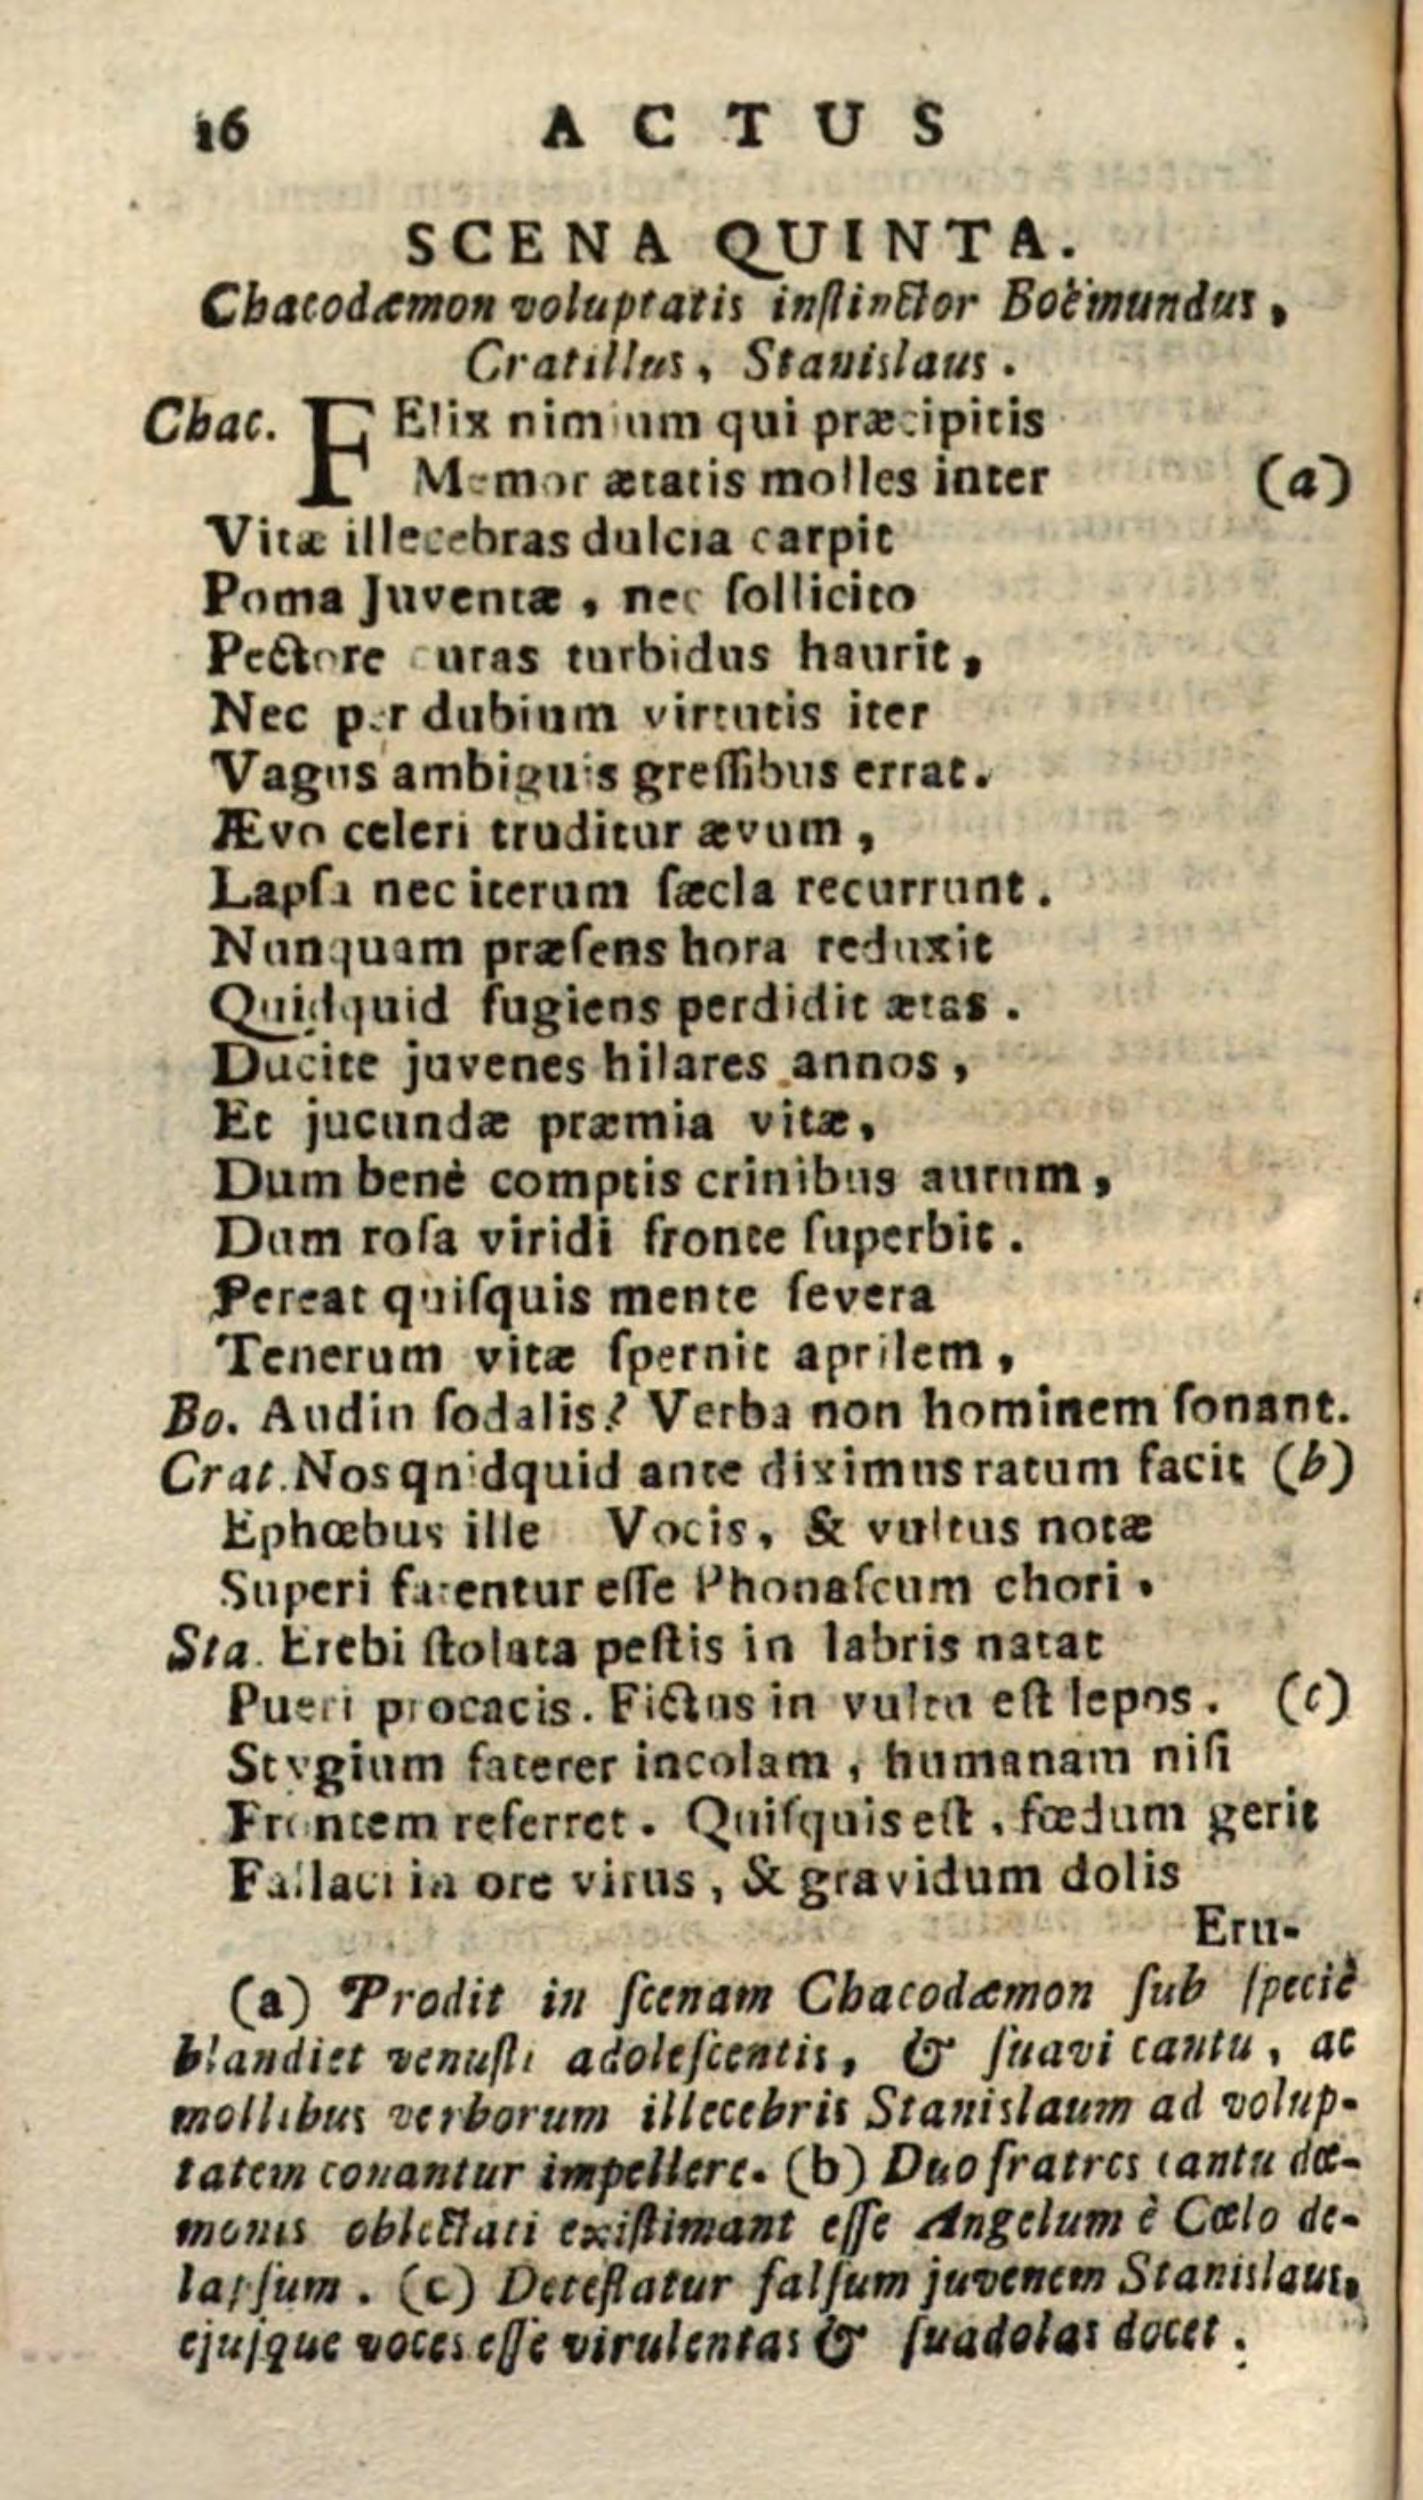 16 ACTUS
SCENA QUINTA.
Chacodæmon voluptatis inſtinctor Boëmundus,
Cratillus, Stanislaus.
Chac. FElix nimium qui præcipitis
Memor ætatis molles inter (a)
Vitæ illecebras dulcia carpit
Poma Juventæ, nec ſollicito
Pectore curas turbidus haurit,
Nec per dubium virtutis iter
Vagus ambiguis greſſibus errat.
Ævo celeri truditur ævum,
Lapſa nec iterum ſæcla recurrunt.
Nunquam præſens hora reduxit
Quidquid fugiens perdidit ætas.
Ducite juvenes hilares annos,
Et jucundæ præmia vitæ,
Dum benè comptis crinibus aurum,
Dum roſa viridi fronte ſuperbit.
Pereat quiſquis mente ſevera
Tenerum vitæ ſpernit aprilem,
Bo. Audin ſodalis? Verba non hominem ſonant.
Crat. Nos qnidquid ante diximus ratum facit (b)
Ephœbus ille Vocis, & vultus notæ
Superi fatentur eſſe Phonaſcum chori.
Sta. Erebi ſtolata peſtis in labris natat
Pueri procacis. Fictus in vultu eſt lepos. (c)
Stygium faterer incolam, humanam niſi
Frontem referret. Quiſquis eſt, fœdum gerit
Fallaci in ore virus, & gravidum dolis
Eru-
(a) Prodit in ſcenam Chacodæmon ſub ſpeciè
blandiet venuſti adoleſcentis, & ſuavi cantu, ac
mollibus verborum illecebris Stanislaum ad volup-
tatem conantur impellere. (b) Duo fratres cantu dæ-
monis oblectati exiſtimant eſſe Angelum è Cœlo de-
lapſum. (c) Deteſtatur falſum juvenem Stanislaus,
ejuſque voces eſſe virulentas & ſuadolas docet.